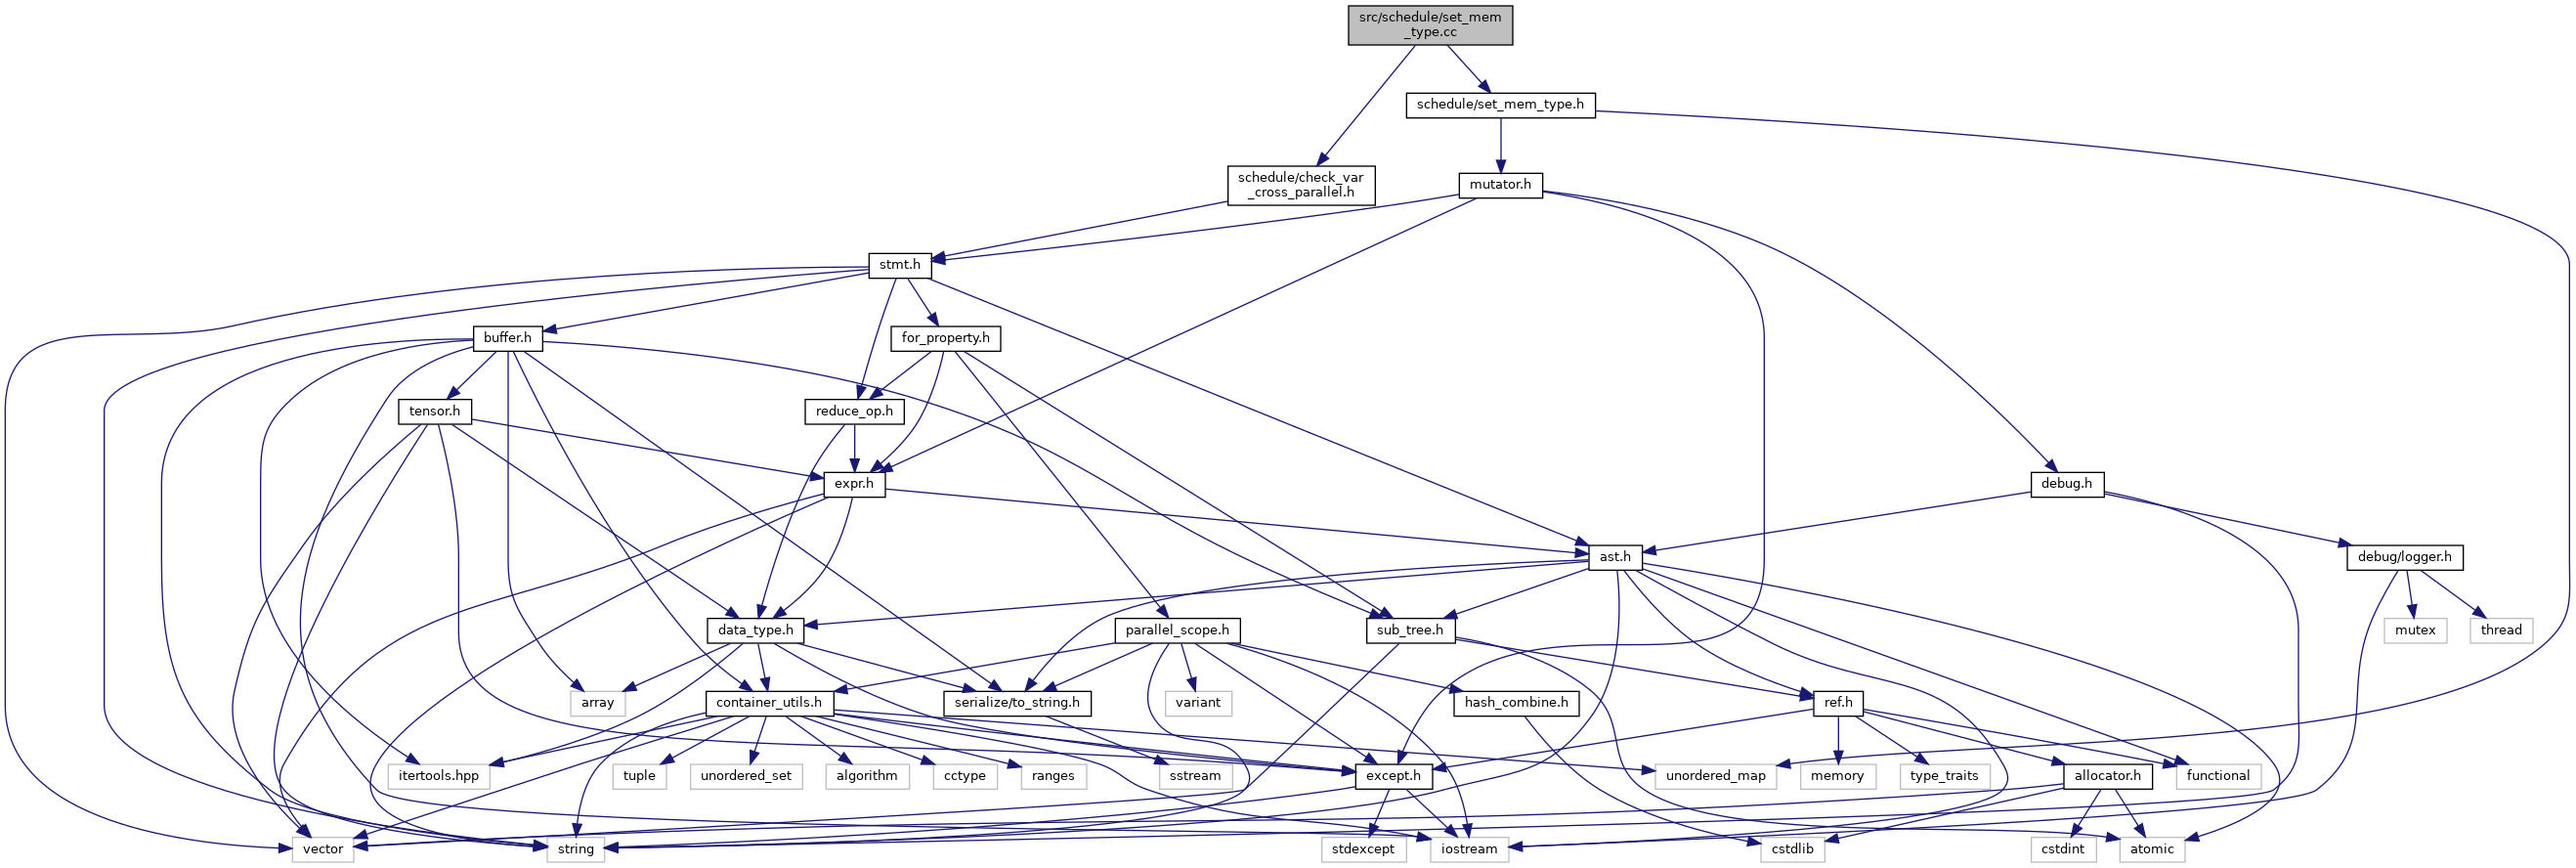 src/schedule/set_mem
_type.cc
schedule/set_mem_type.h
schedule/check_var
_cross_parallel.h
mutator.h
stmt.h
buffer.h
for_property.h
tensor.h
reduce_op.h
expr.h
debug.h
ast.h
debug/logger.h
data_type.h
parallel_scope.h
sub_tree.h
mutex
thread
array
container_utils.h
serialize/to_string.h
variant
hash_combine.h
ref.h
itertools.hpp
tuple
unordered_set
algorithm
cctype
ranges
sstream
except.h
unordered_map
memory
type_traits
allocator.h
functional
vector
string
stdexcept
iostream
cstdlib
cstdint
atomic